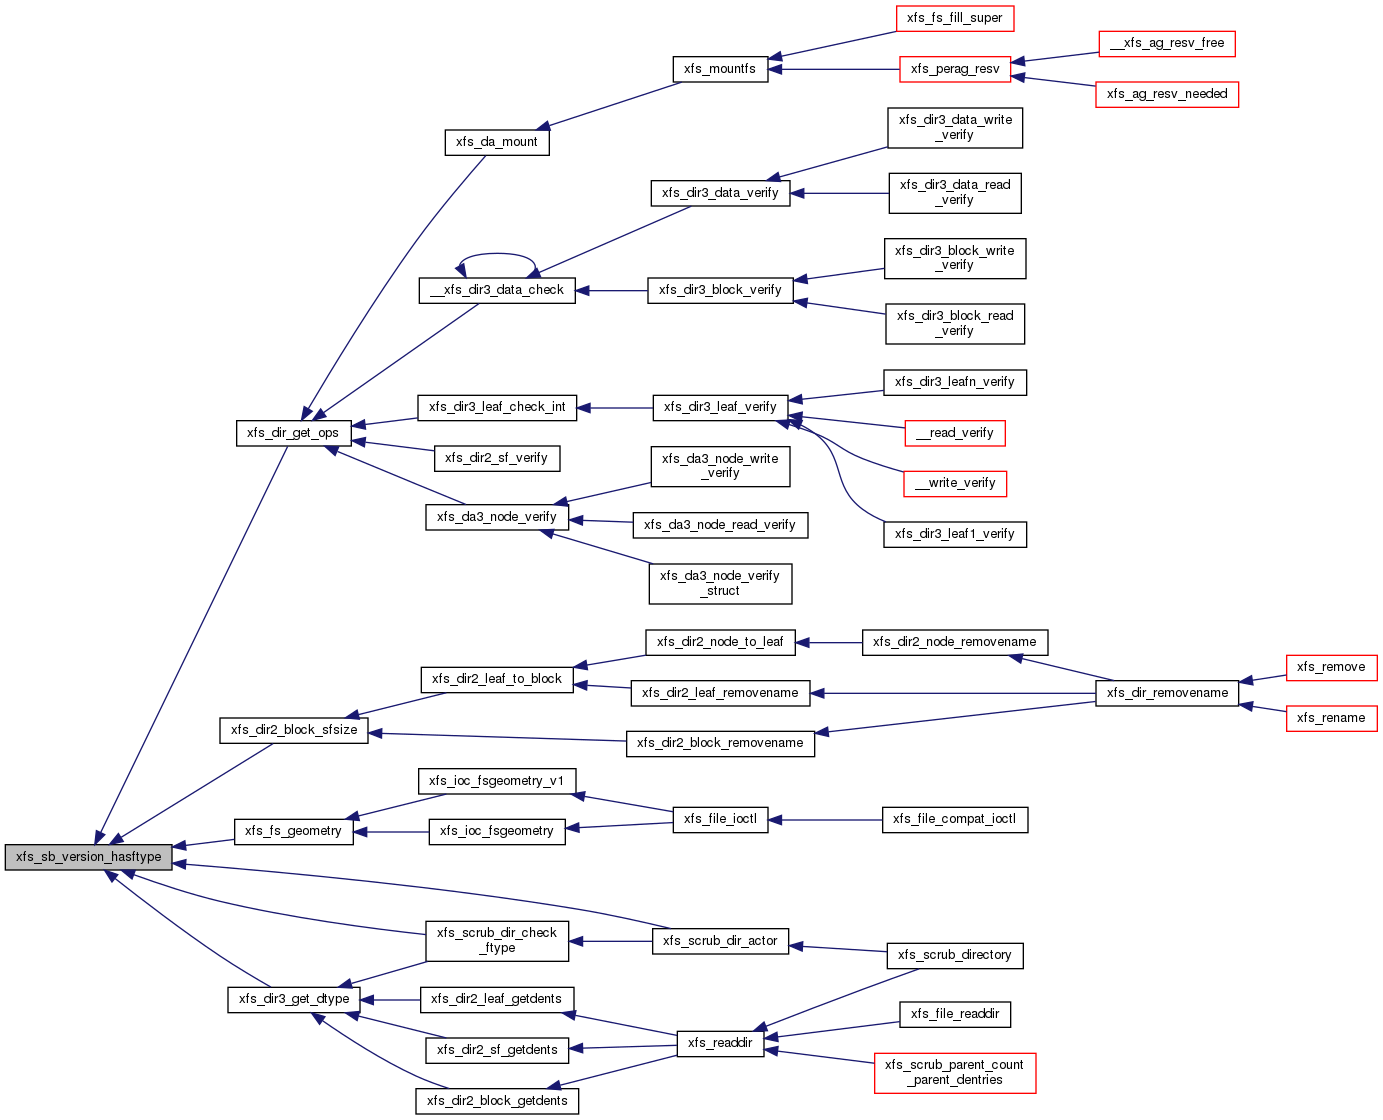 xfs_fs_fill_super
__xfs_ag_resv_free
xfs_mountfs
xfs_perag_resv
xfs_ag_resv_needed
xfs_dir3_data_write
_verify
xfs_da_mount
xfs_dir3_data_verify
xfs_dir3_data_read
_verify
xfs_dir3_block_write
_verify
__xfs_dir3_data_check
xfs_dir3_block_verify
xfs_dir3_block_read
_verify
xfs_dir3_leafn_verify
xfs_dir3_leaf_check_int
xfs_dir3_leaf_verify
xfs_dir_get_ops
__read_verify
xfs_dir2_sf_verify
xfs_da3_node_write
_verify
__write_verify
xfs_da3_node_verify
xfs_da3_node_read_verify
xfs_dir3_leaf1_verify
xfs_da3_node_verify
_struct
xfs_dir2_node_to_leaf
xfs_dir2_node_removename
xfs_remove
xfs_dir2_leaf_to_block
xfs_dir2_leaf_removename
xfs_dir_removename
xfs_rename
xfs_dir2_block_sfsize
xfs_dir2_block_removename
xfs_ioc_fsgeometry_v1
xfs_fs_geometry
xfs_ioc_fsgeometry
xfs_file_ioctl
xfs_file_compat_ioctl
xfs_sb_version_hasftype
xfs_scrub_dir_check
_ftype
xfs_scrub_dir_actor
xfs_scrub_directory
xfs_dir3_get_dtype
xfs_dir2_leaf_getdents
xfs_file_readdir
xfs_dir2_sf_getdents
xfs_readdir
xfs_scrub_parent_count
_parent_dentries
xfs_dir2_block_getdents